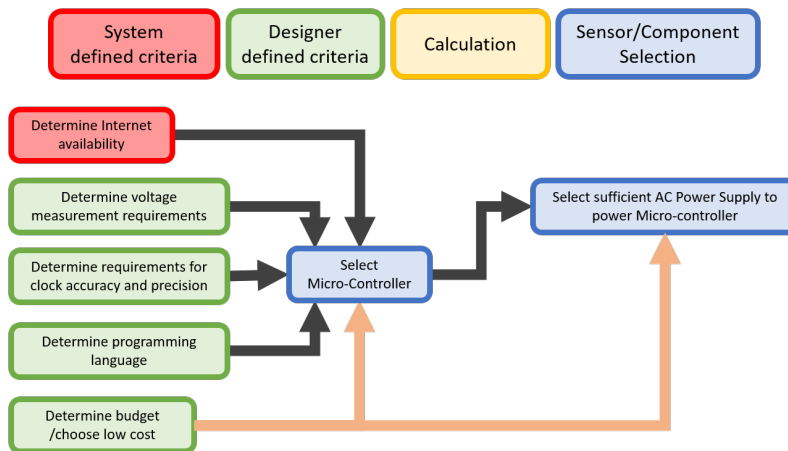 System
defined criteria
Designer
defined criteria
Calculation
Sensor/Component
Selection
Determine Internet
availability
Determine voltage
measurement requirements
Select sufficient AC Power Supply to
power Micro-controller
Determine requirements for
clock accuracy and precision
Select
Micro-Controller
Determine programming
language
Determine budget
/choose low cost